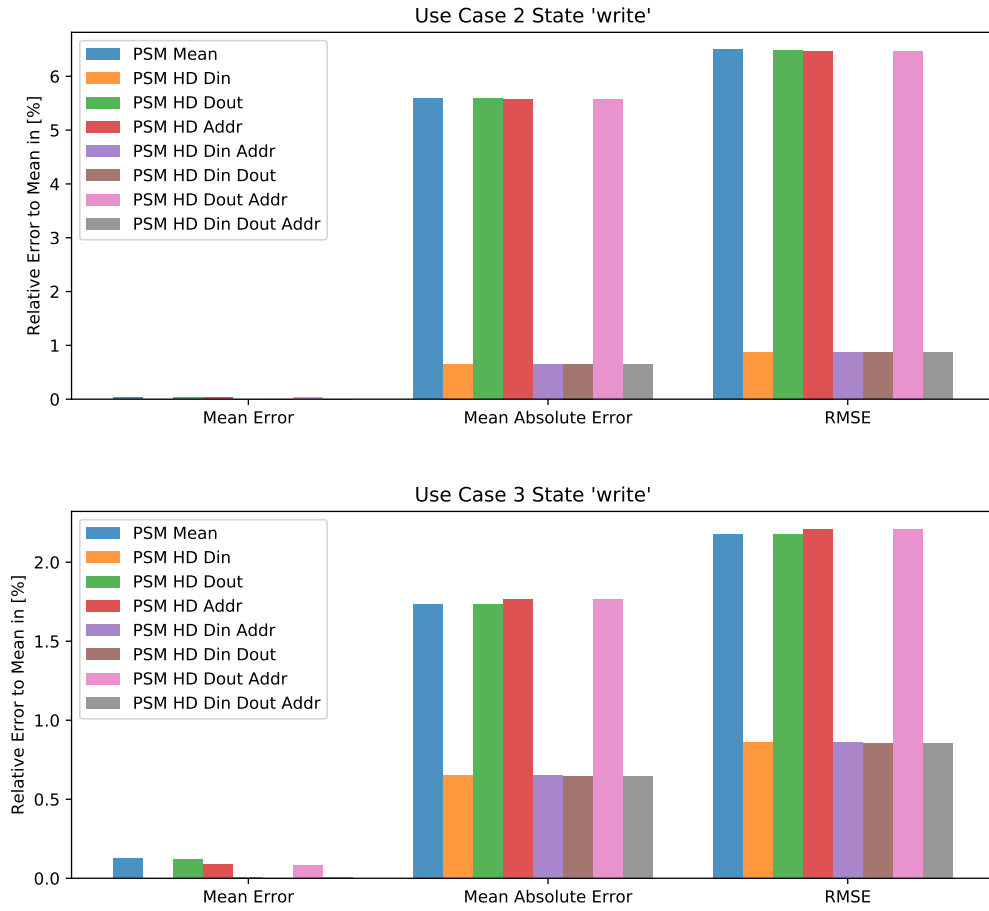 Use Case 2 State 'write'
Relative Error to Mean in [%]
6
5
4
3
2
1
0
PSM Mean
PSM HD Din
PSM HD Dout
PSM HD Addr
PSM HD Din Addr
PSM HD Din Dout
PSM HD Dout Addr
PSM HD Din Dout Addr
Mean Error
Mean Absolute Error
RMSE
Use Case 3 State 'write'
Relative Error to Mean in [%]
2.0
1.5
1.0
0.5
0.0
PSM Mean
PSM HD Din
PSM HD Dout
PSM HD Addr
PSM HD Din Addr
PSM HD Din Dout
PSM HD Dout Addr
PSM HD Din Dout Addr
Mean Error
Mean Absolute Error
RMSE